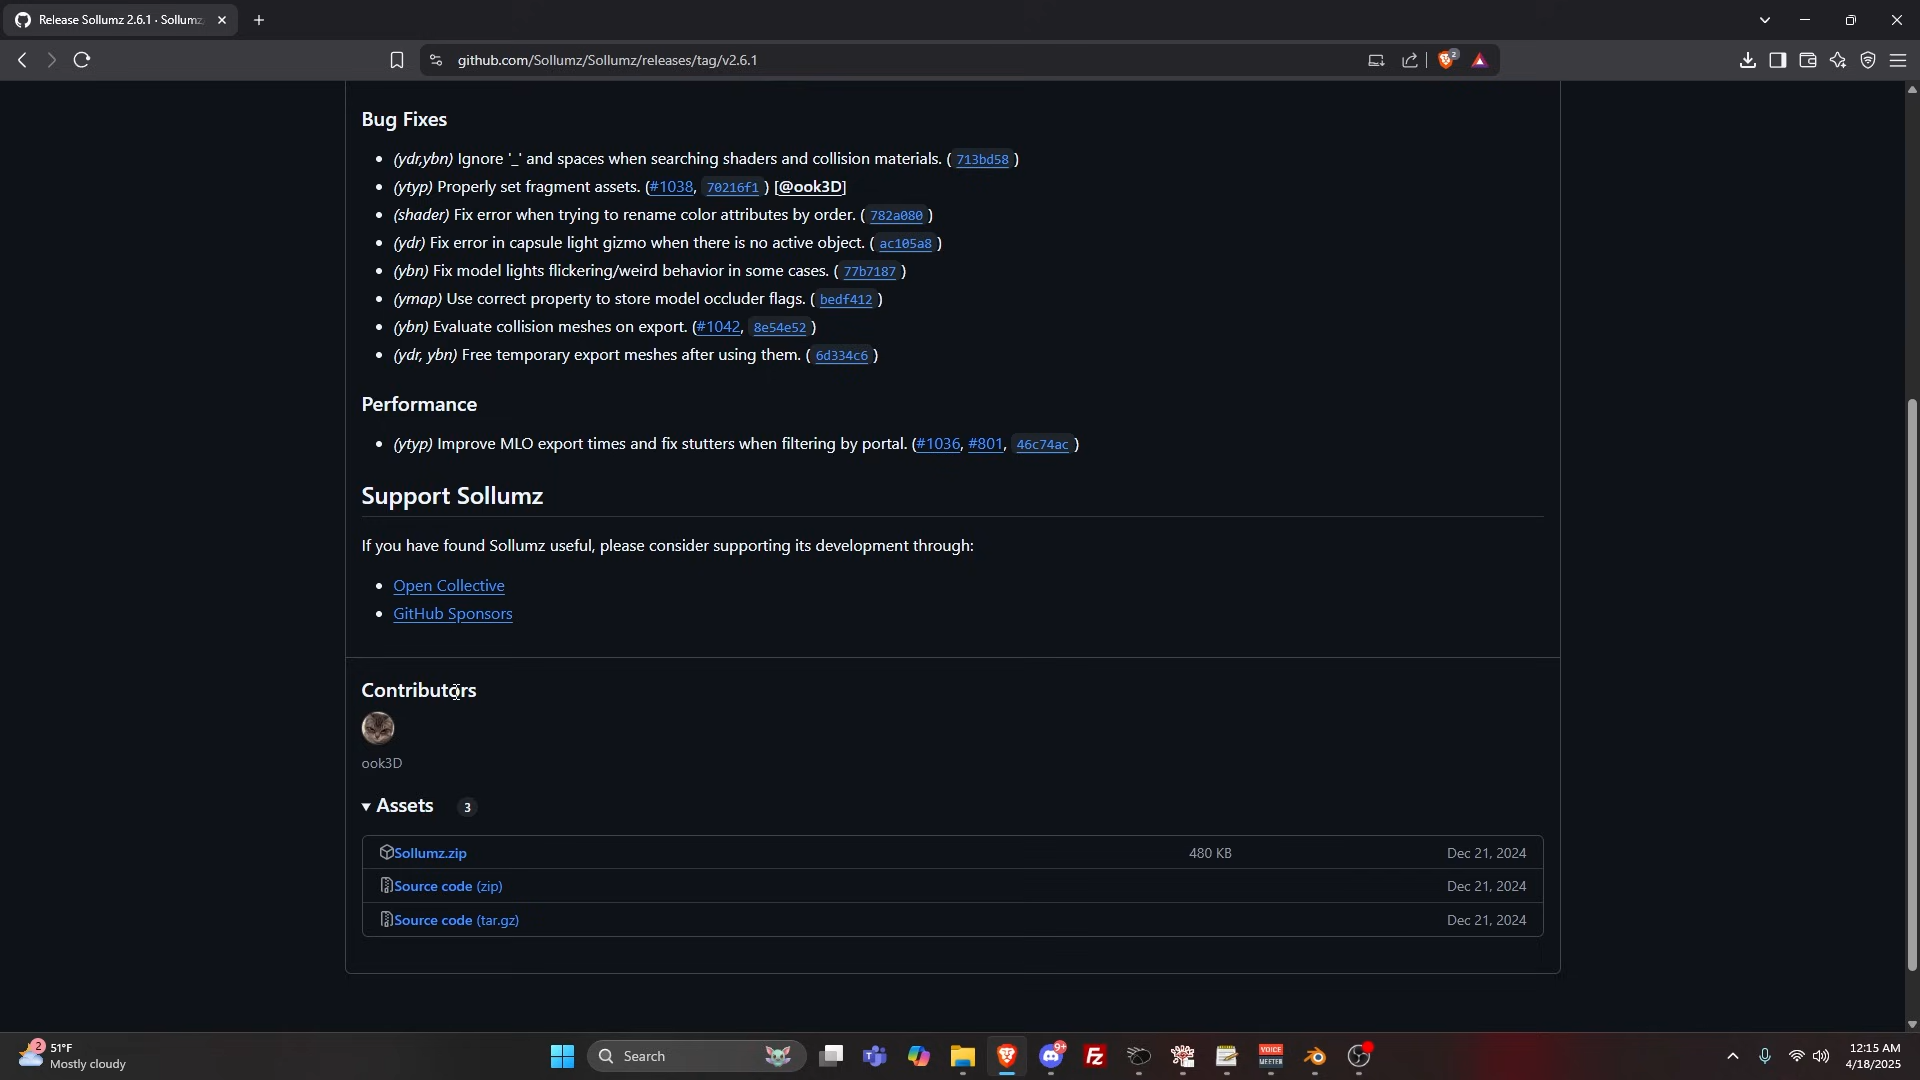 Release Sollumz 2.6.1 · Sollumz
github.com/Sollumz/Sollumz/releases/tag/v2.6.1
2
Bug Fixes
• (ydr,ybn) Ignore '_' and spaces when searching shaders and collision materials. ( 713bd58 )
• (ytyp) Properly set fragment assets. (#1038, 70216f1 ) [@ook3D]
• (shader) Fix error when trying to rename color attributes by order. ( 782a080 )
• (ydr) Fix error in capsule light gizmo when there is no active object. ( ac105a8 )
• (ybn) Fix model lights flickering/weird behavior in some cases. ( 77b7187 )
• (ymap) Use correct property to store model occluder flags. ( bedf412 )
• (ybn) Evaluate collision meshes on export. (#1042, 8e54e52 )
• (ydr, ybn) Free temporary export meshes after using them. ( 6d334c6 )
Performance
• (ytyp) Improve MLO export times and fix stutters when filtering by portal. (#1036, #801, 46c74ac )
Support Sollumz
If you have found Sollumz useful, please consider supporting its development through:
• Open Collective
• GitHub Sponsors
Contributors
ook3D
Assets 3
Sollumz.zip 480 KB Dec 21, 2024
Source code (zip) Dec 21, 2024
Source code (tar.gz) Dec 21, 2024
2
51°F
Mostly cloudy
Search
9+
Fz
VOICE
MEETER
12:15 AM
4/18/2025